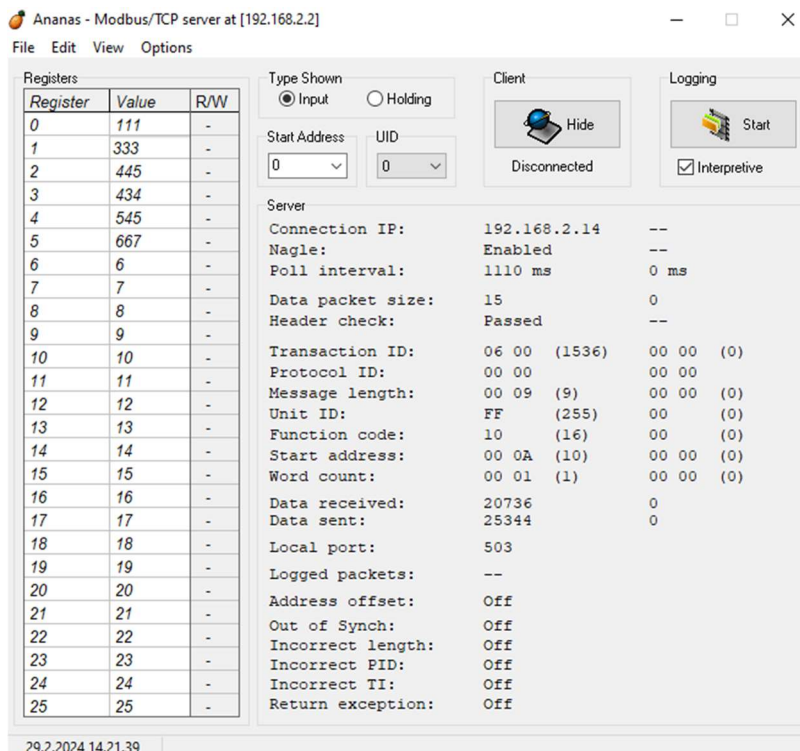 Ananas - Modbus/TCP server at [192.168.2.2]
File Edit View Options
Registers
Register Value R/W
0 111 -
1 333 -
2 445 -
3 434 -
4 545 -
5 667 -
6 6 -
7 7 -
8 8 -
9 9 -
10 10 -
11 11 -
12 12 -
13 13 -
14 14 -
15 15 -
16 16 -
17 17 -
18 18 -
19 19 -
20 20 -
21 21 -
22 22 -
23 23 -
24 24 -
25 25 -
Type Shown
Input Holding
Start Address
0
UID
0
Client
Hide
Disconnected
Logging
Start
Interpretive
Server
Connection IP: 192.168.2.14 --
Nagle: Enabled --
Poll interval: 1110 ms 0 ms
Data packet size: 15 0
Header check: Passed --
Transaction ID: 06 00 (1536) 00 00 (0)
Protocol ID: 00 00 00 00
Message length: 00 09 (9) 00 00 (0)
Unit ID: FF (255) 00 (0)
Function code: 10 (16) 00 (0)
Start address: 00 0A (10) 00 00 (0)
Word count: 00 01 (1) 00 00 (0)
Data received: 20736 0
Data sent: 25344 0
Local port: 503
Logged packets: --
Address offset: Off
Out of Synch: Off
Incorrect length: Off
Incorrect PID: Off
Incorrect TI: Off
Return exception: Off
29.2.2024 14.21.39